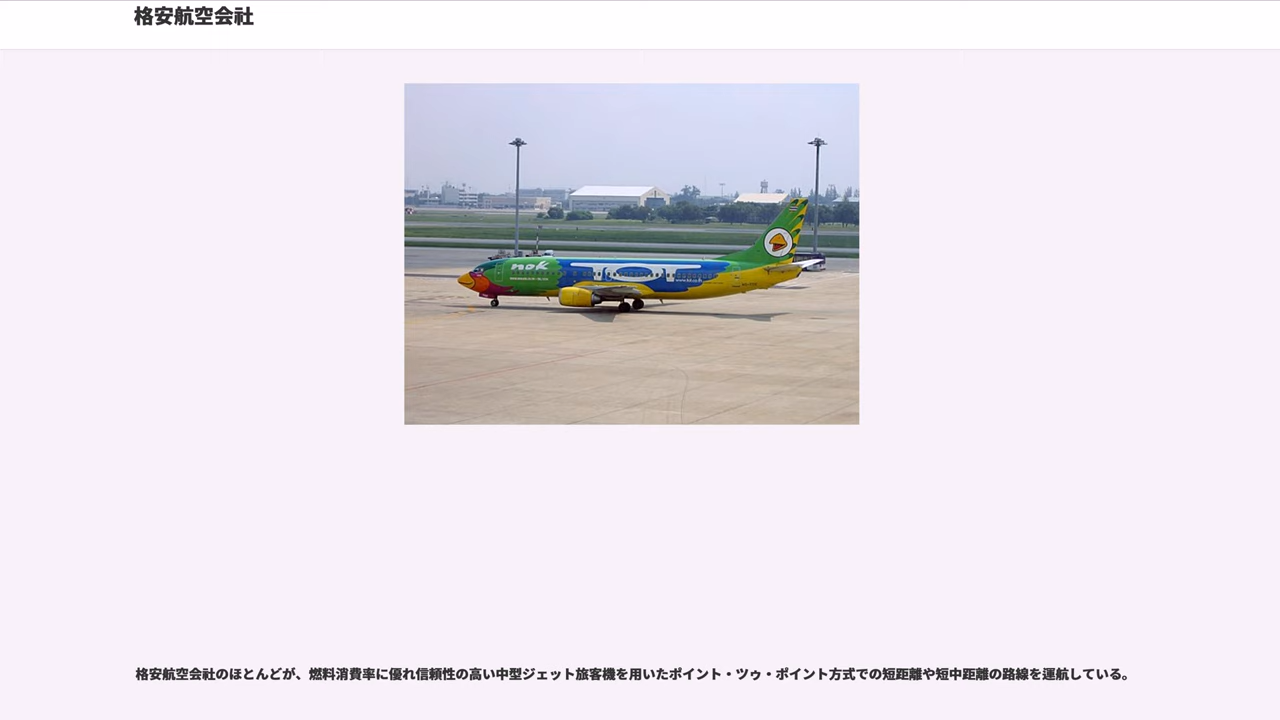 格安航空会社
nok
格安航空会社のほとんどが、燃料消費率に優れ信頼性の高い中型ジェット旅客機を用いたポイント・ツゥ・ポイント方式での短距離や短中距離の路線を運航している。